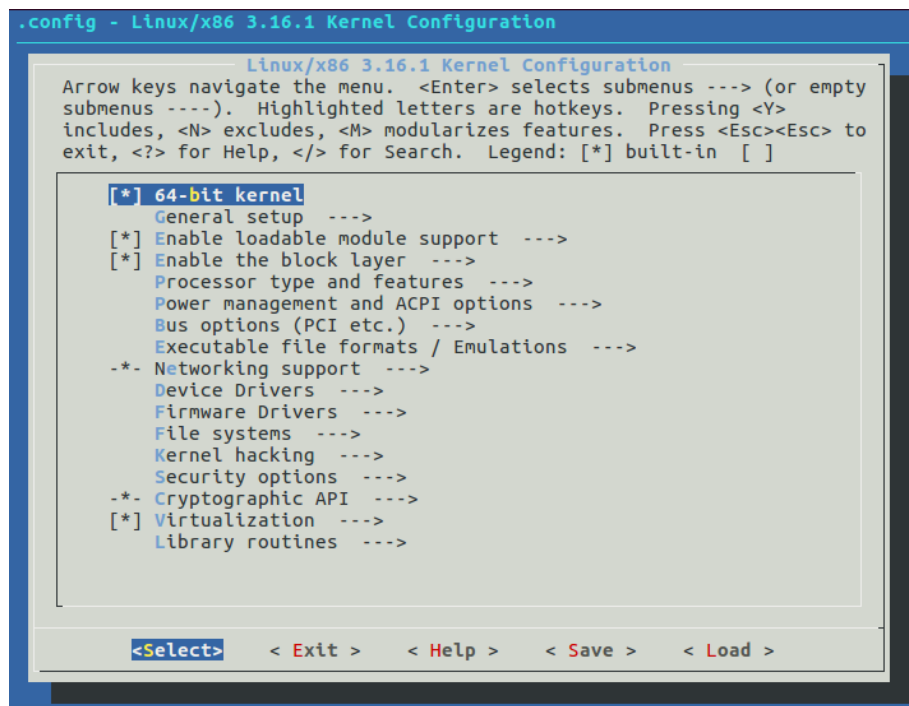 .config - Linux/x86 3.16.1 Kernel Configuration
Linux/x86 3.16.1 Kernel Configuration
Arrow keys navigate the menu.  <Enter> selects submenus ---> (or empty
submenus ----).  Highlighted letters are hotkeys.  Pressing <Y>
includes, <N> excludes, <M> modularizes features.  Press <Esc><Esc> to
exit, <?> for Help, </> for Search.  Legend: [*] built-in  [ ]
[*] 64-bit kernel
General setup  --->
[*] Enable loadable module support  --->
[*] Enable the block layer  --->
Processor type and features  --->
Power management and ACPI options  --->
Bus options (PCI etc.)  --->
Executable file formats / Emulations  --->
-*- Networking support  --->
Device Drivers  --->
Firmware Drivers  --->
File systems  --->
Kernel hacking  --->
Security options  --->
-*- Cryptographic API  --->
[*] Virtualization  --->
Library routines  --->
<Select>    < Exit >    < Help >    < Save >    < Load >